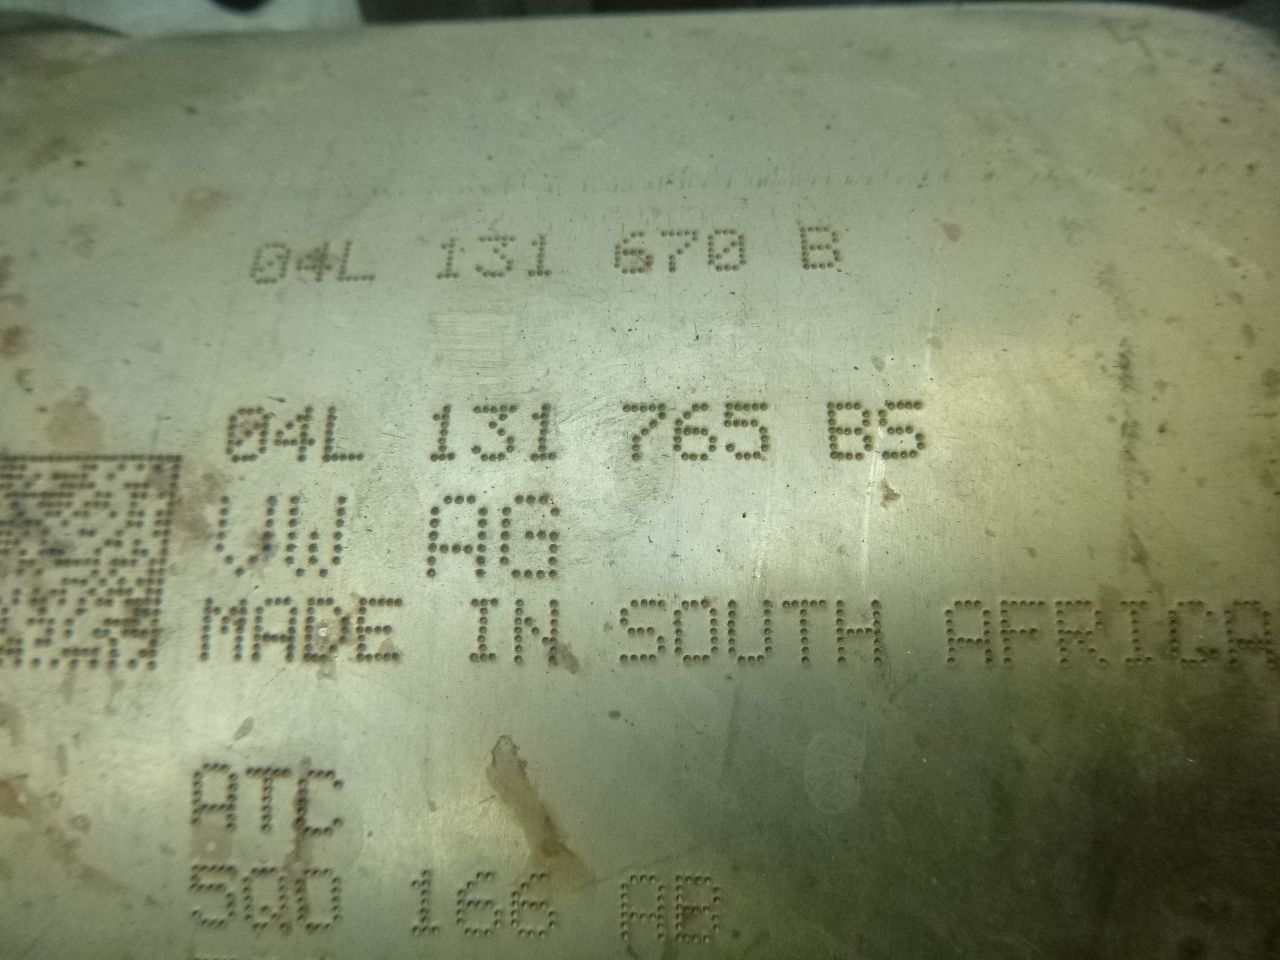 04L 131 670 B
04L 131 765 BS
VW AG
MADE IN SOUTH AFRICA
ATC
5Q0 166 AB